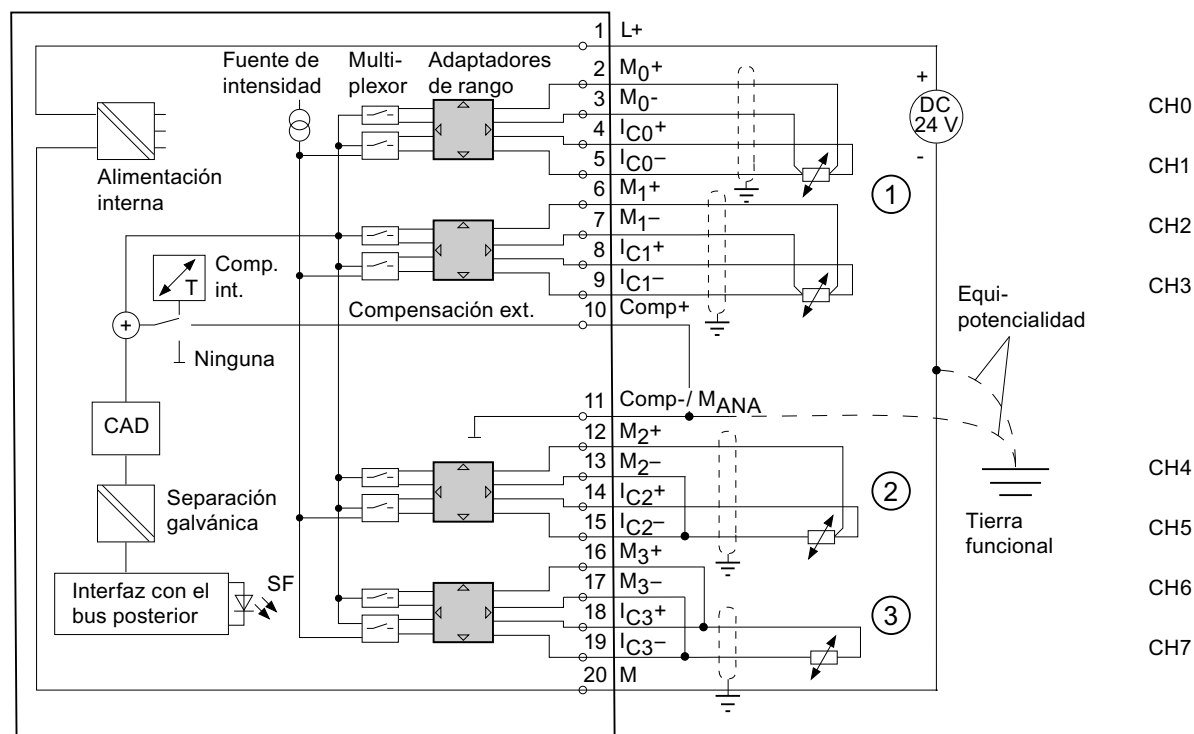 1 L+
Fuente de intensidad
Multi-plexor
Adaptadores de rango
2 M0+
3 M0-
4 IC0+
5 IC0−
6 M1+
7 M1−
8 IC1+
9 IC1−
10 Comp+
+
DC
24 V
-
CH0
CH1
CH2
CH3
1
Alimentación
interna
T
Comp.
int.
Compensación ext.
+
Ninguna
Equi-
potencialidad
11 Comp-/ MANA
CAD
12 M2+
13 M2−
14 IC2+
15 IC2-
16 M3+
17 M3−
18 IC3+
19 IC3−
20 M
2
3
CH4
CH5
CH6
CH7
Separación
galvánica
Tierra
funcional
Interfaz con el
bus posterior
SF